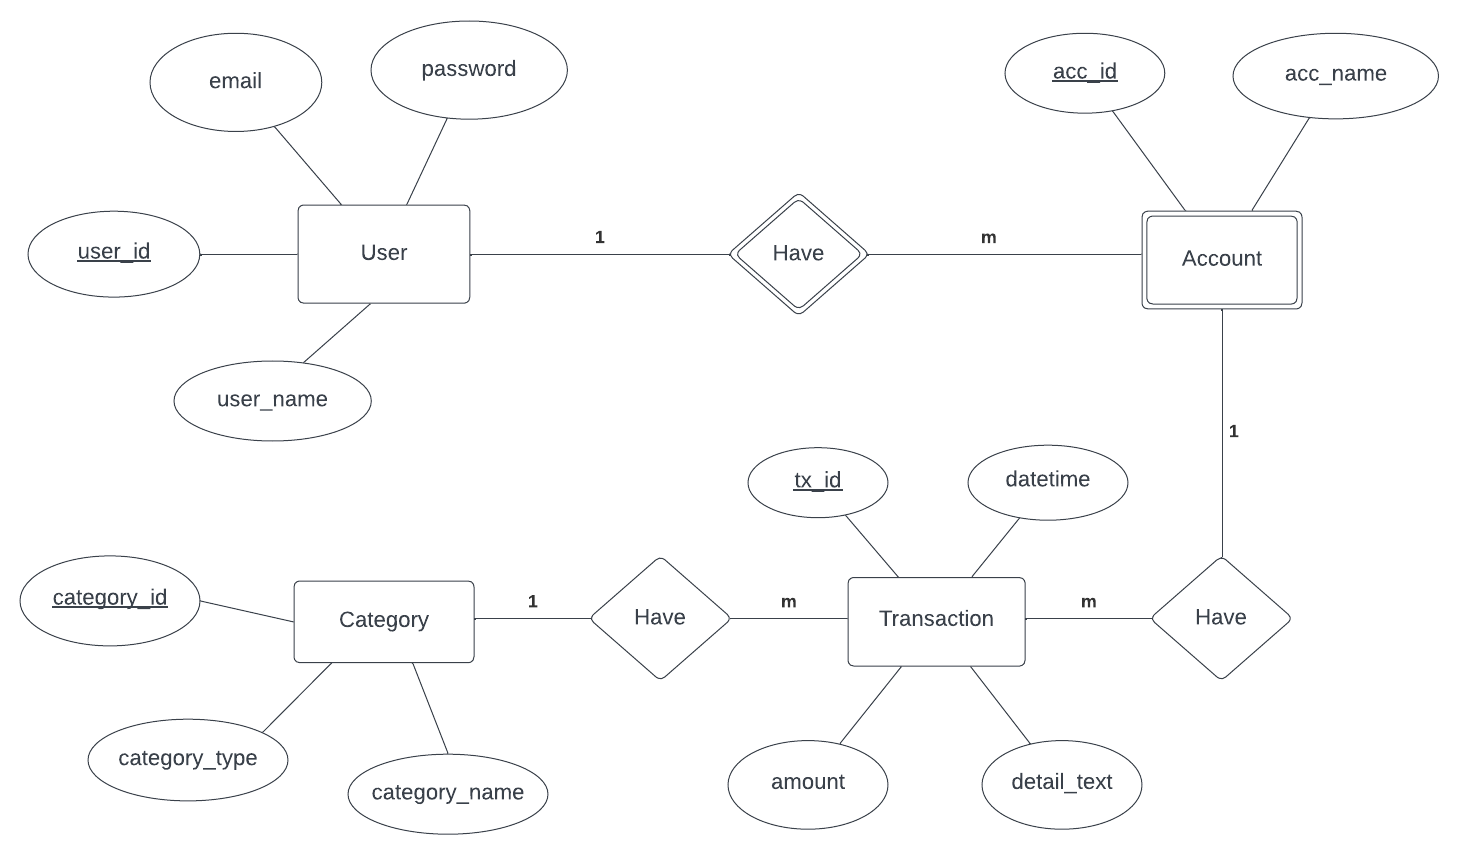 email
password
acc_id
acc_name
user_id
User
1
Have
m
Account
user_name
1
tx_id
datetime
category_id
Category
1
Have
m
Transaction
m
Have
category_type
category_name
amount
detail_text